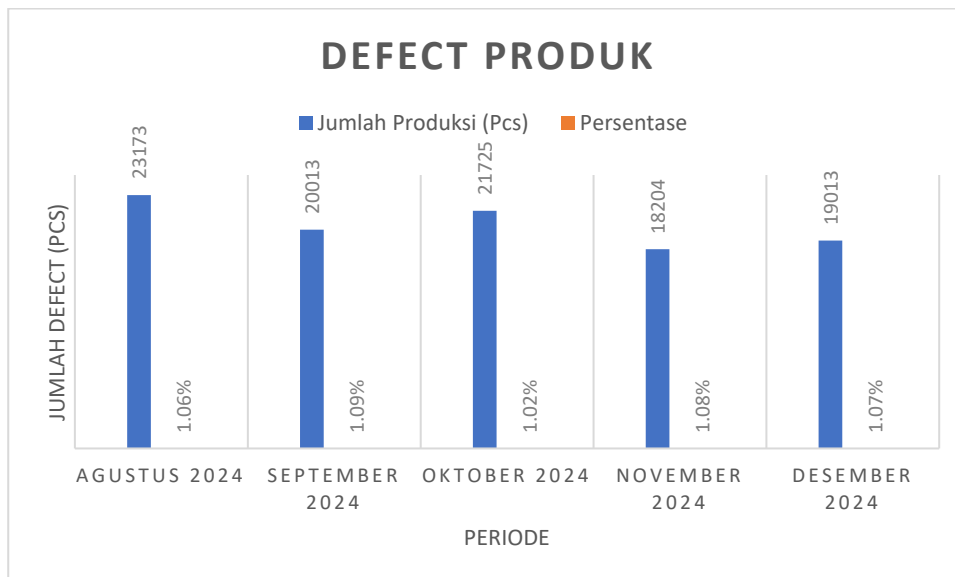 DEFECT PRODUK
Jumlah Produksi (Pcs) Persentase
JUMLAH DEFECT (PCS)
23173
1.06%
20013
1.09%
21725
1.02%
18204
1.08%
19013
1.07%
AGUSTUS 2024
SEPTEMBER
2024
OKTOBER 2024
NOVEMBER
2024
DESEMBER
2024
PERIODE